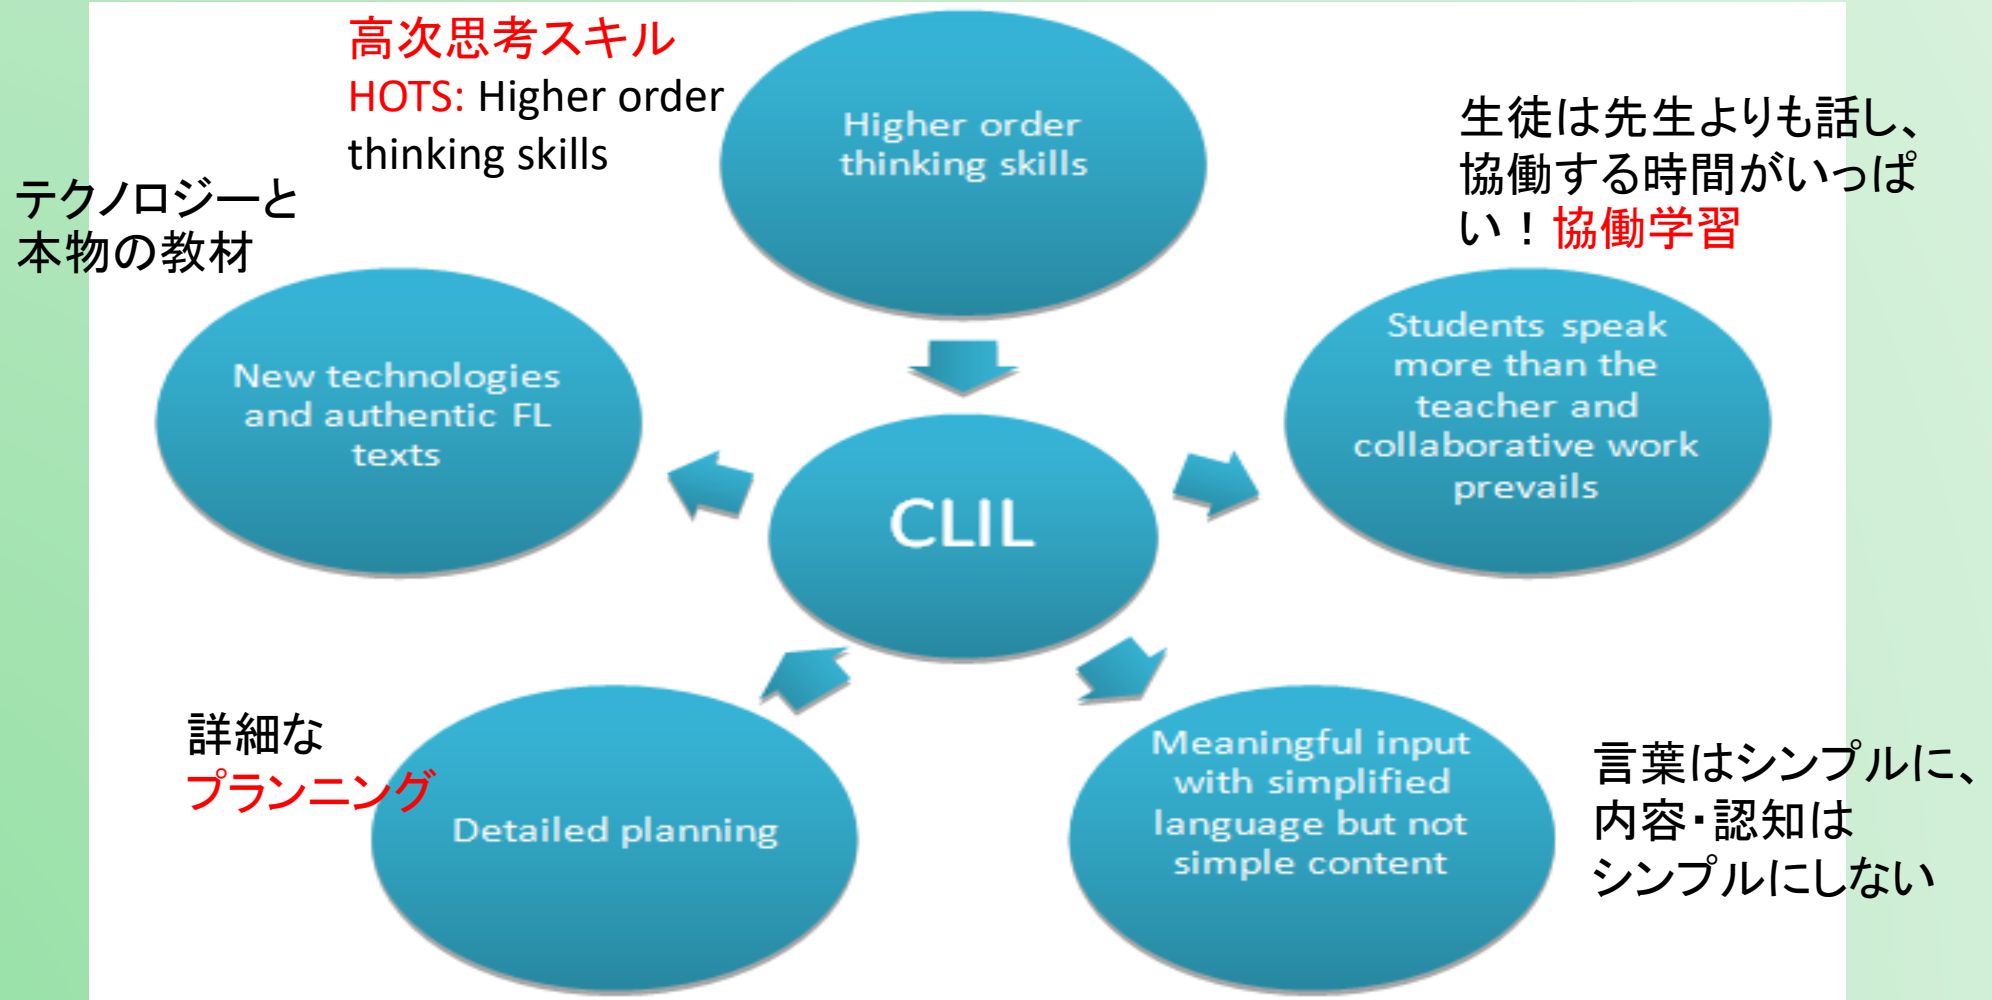 高次思考スキル
HOTS: Higher order
thinking skills
Higher order
thinking skills
生徒は先生よりも話し、
協働する時間がいっぱ
い！協働学習
テクノロジーと
本物の教材
New technologies
and authentic FL
texts
Students speak
more than the
teacher and
collaborative work
prevails
CLIL
詳細な
プランニング
Detailed planning
Meaningful input
with simplified
language but not
simple content
言葉はシンプルに、
内容・認知は
シンプルにしない